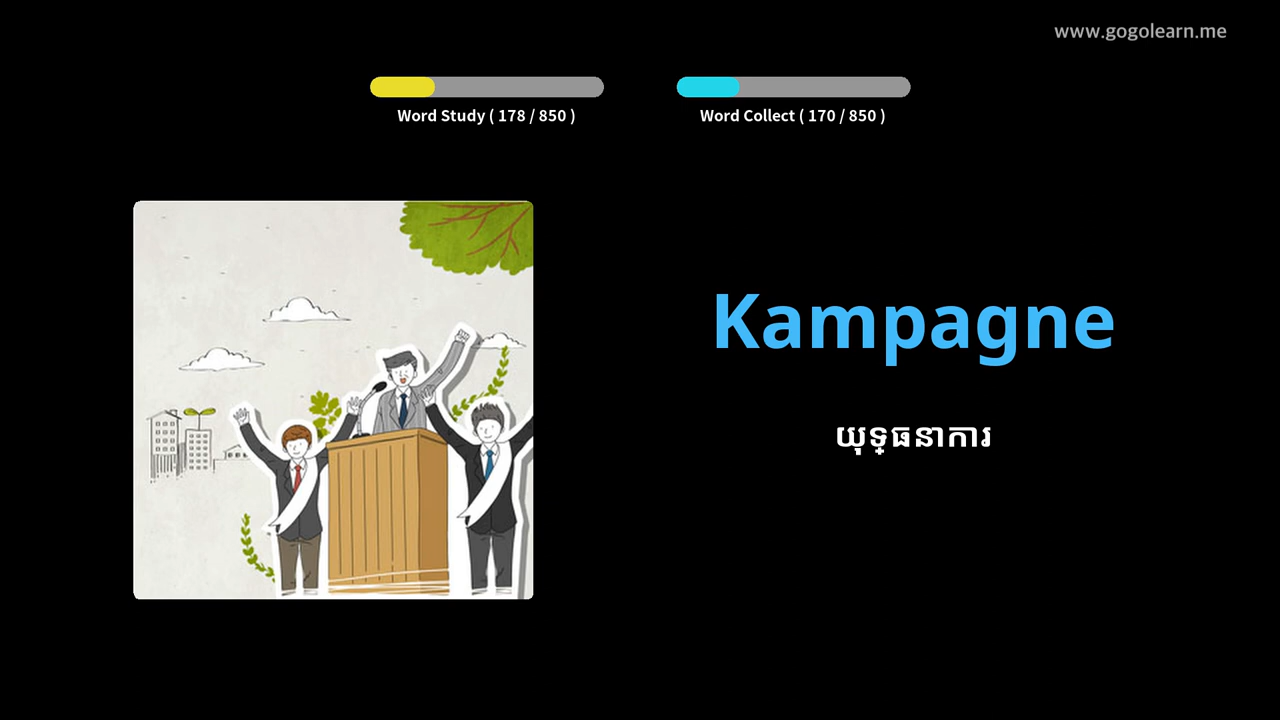 www.gogolearn.me
Word Study ( 178 / 850 )
Word Collect ( 170 / 850 )
Kampagne
យុទ្ធនាការ